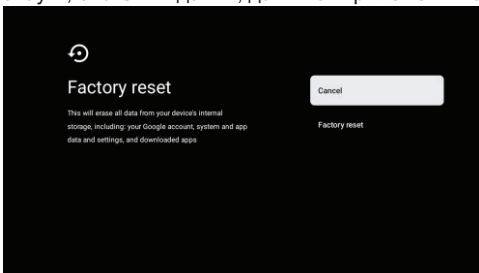 Factory reset
This will erase all data from your device's internal
storage, including: your Google account, system and app
data and settings, and downloaded apps
Cancel
Factory reset